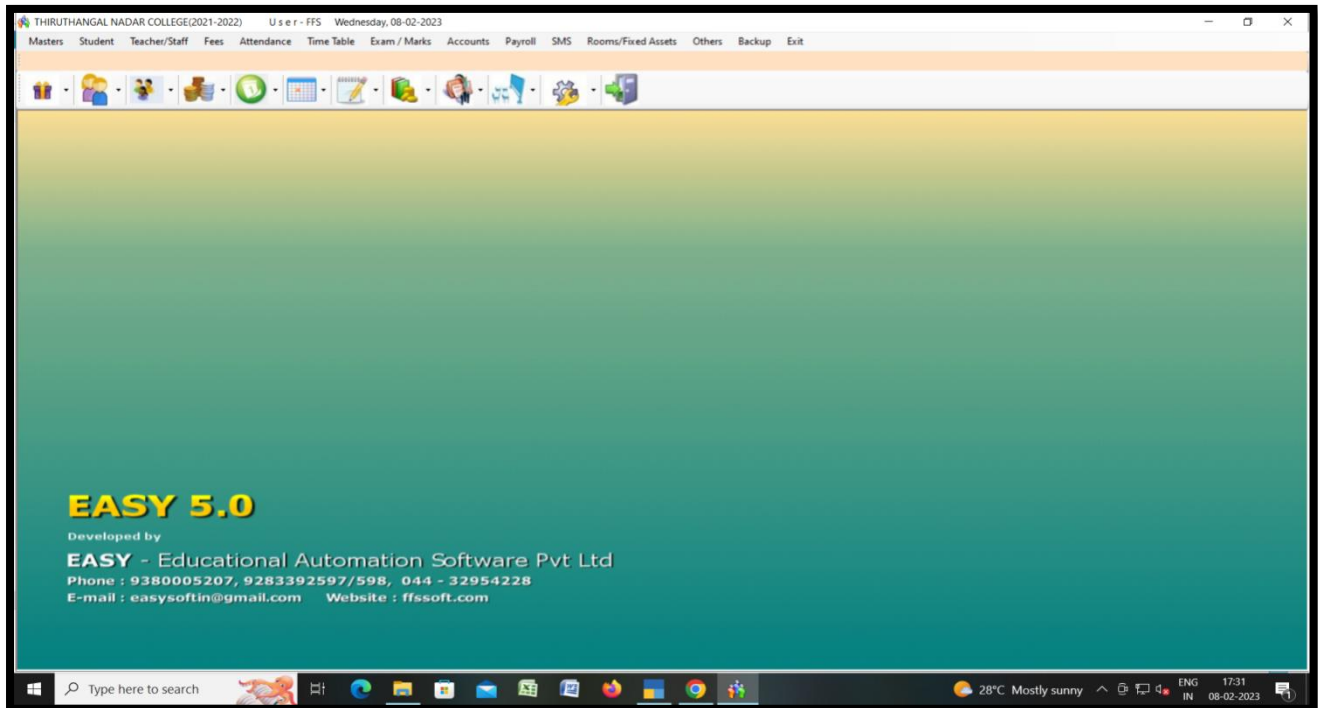 THIRUTHANGAL NADAR COLLEGE(2021-2022) U s e r - FFS Wednesday, 08-02-2023
Masters Student Teacher/Staff Fees Attendance Time Table Exam / Marks Accounts Payroll SMS Rooms/Fixed Assets Others Backup Exit
EASY 5.0
Developed by
EASY - Educational Automation Software Pvt Ltd
Phone : 9380005207, 9283392597/598, 044 - 32954228
E-mail : easysoftin@gmail.com Website : ffssoft.com
Type here to search 28°C Mostly sunny ENG 17:31
IN 08-02-2023